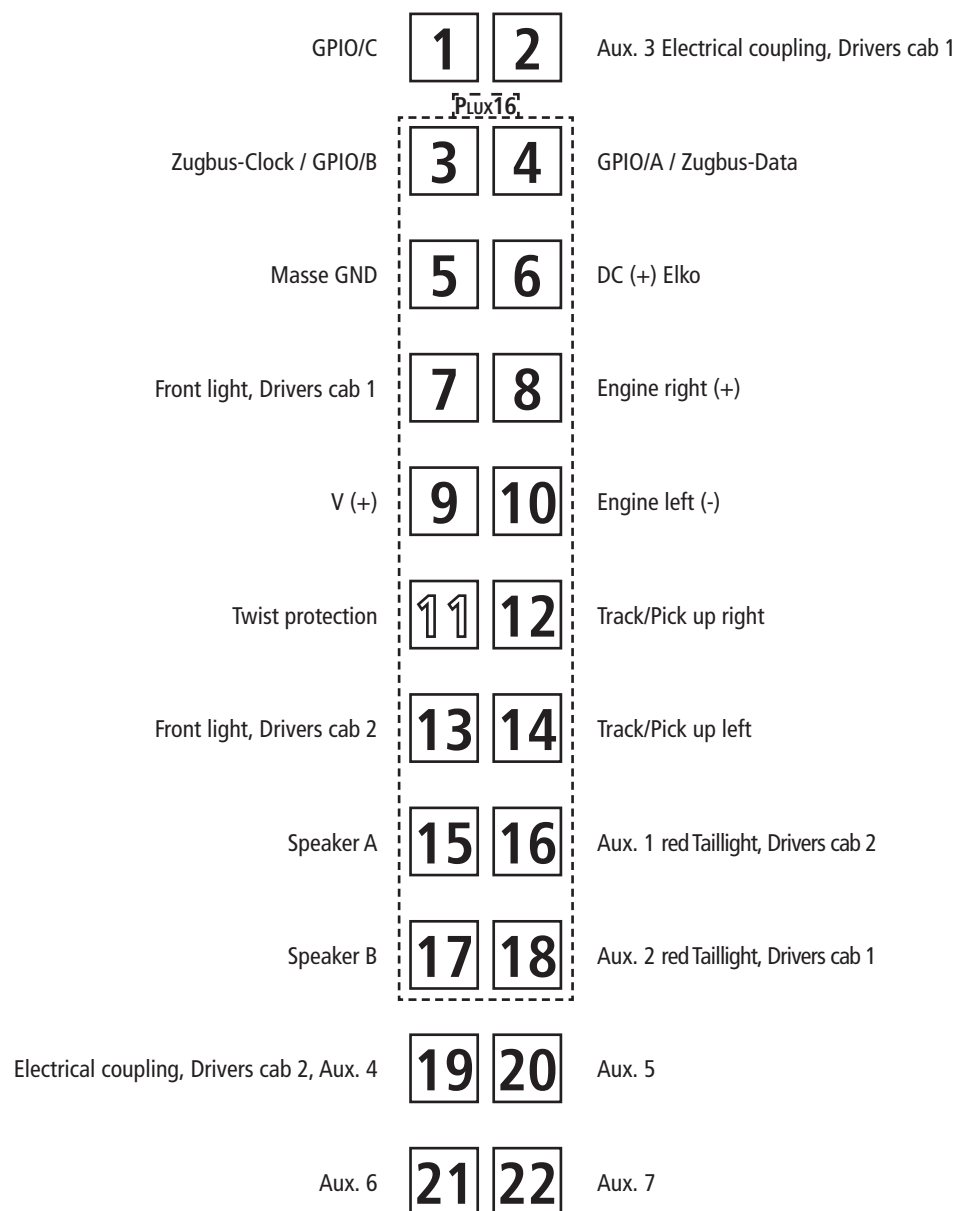 GPIO/C 1 2 Aux. 3 Electrical coupling, Drivers cab 1
PLUX16
Zugbus-Clock / GPIO/B 3 4 GPIO/A / Zugbus-Data
Masse GND 5 6 DC (+) Elko
Front light, Drivers cab 1 7 8 Engine right (+)
V (+) 9 10 Engine left (-)
Twist protection 11 12 Track/Pick up right
Front light, Drivers cab 2 13 14 Track/Pick up left
Speaker A 15 16 Aux. 1 red Taillight, Drivers cab 2
Speaker B 17 18 Aux. 2 red Taillight, Drivers cab 1
Electrical coupling, Drivers cab 2, Aux. 4 19 20 Aux. 5
Aux. 6 21 22 Aux. 7